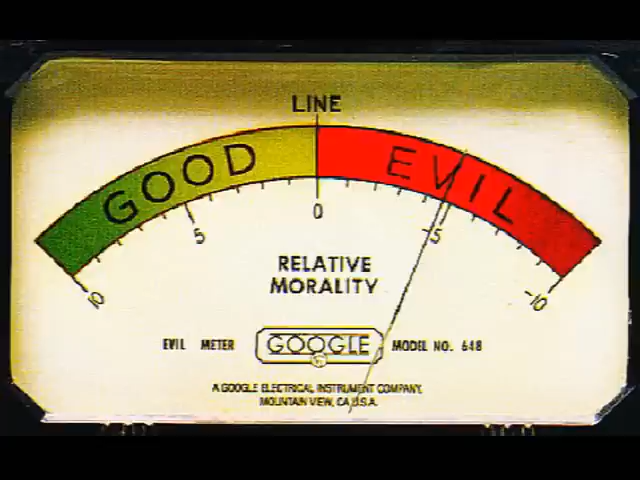 LINE
GOOD EVIL
5 0 -5
10 -10
RELATIVE
MORALITY
EVIL METER GOOGLE MODEL NO. 648
A GOOGLE ELECTRICAL INSTRUMENT COMPANY,
MOUNTAIN VIEW, CA, U.S.A.